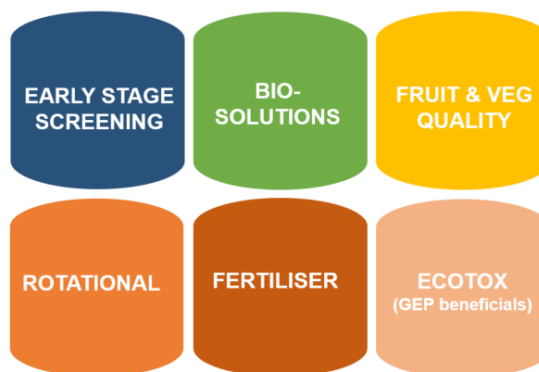 EARLY STAGE
SCREENING
BIO-
SOLUTIONS
FRUIT & VEG
QUALITY
ROTATIONAL
FERTILISER
ECOTOX
(GEP beneficials)